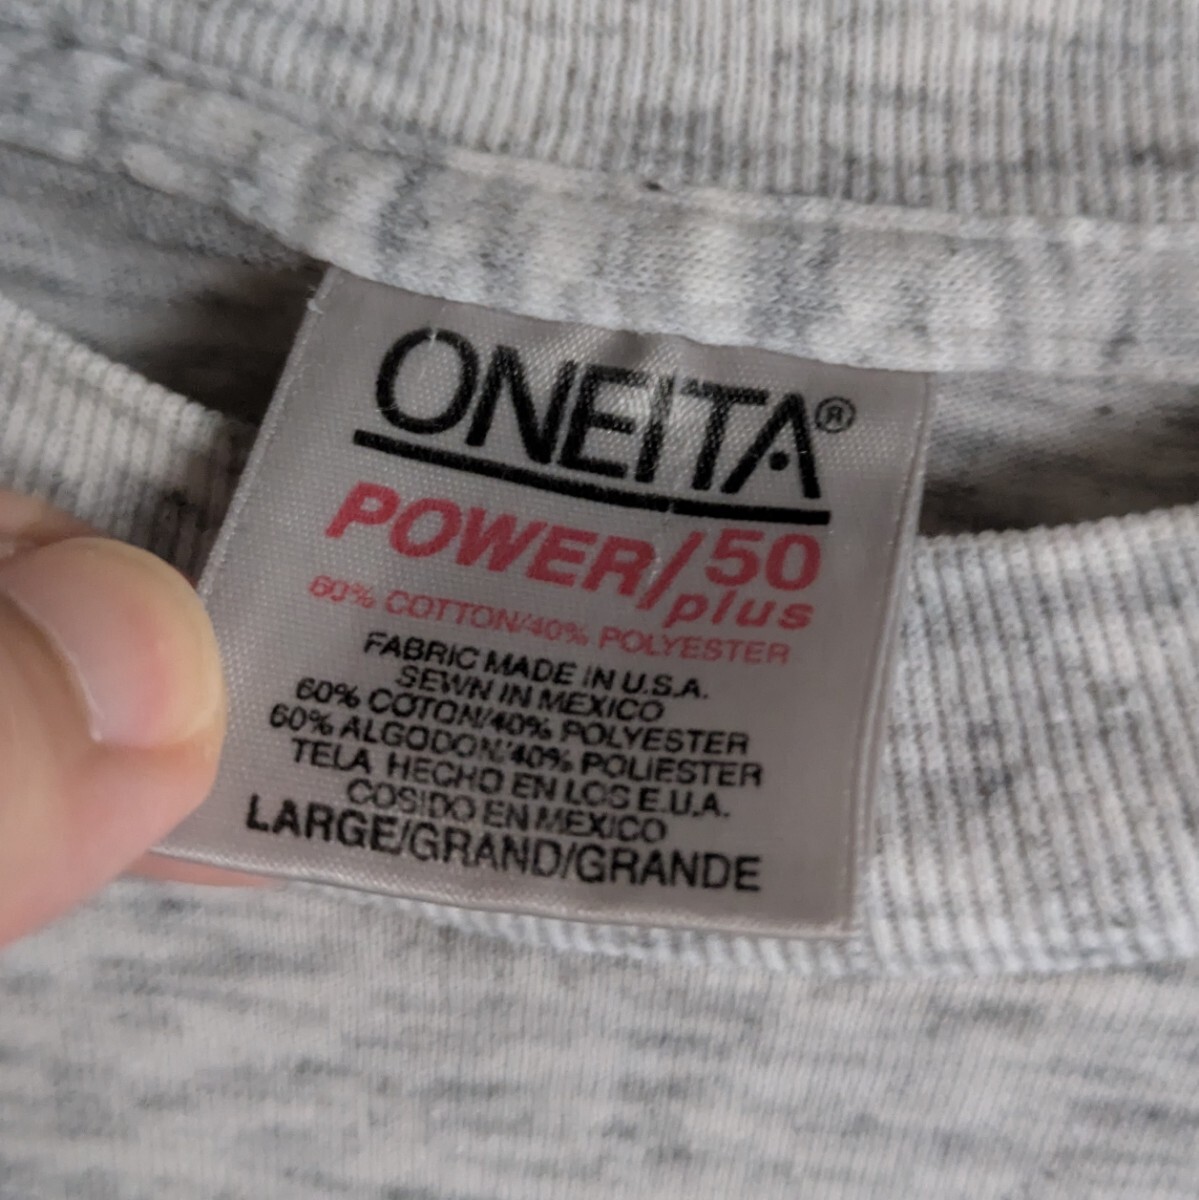 ONEITA®
POWER/50 plus
60% COTTON/40% POLYESTER
FABRIC MADE IN U.S.A.
SEWN IN MEXICO
60% COTON/40% POLYESTER
60% ALGODON/40% POLIESTER
TELA HECHO EN LOS E.U.A.
COSIDO EN MEXICO
LARGE/GRAND/GRANDE